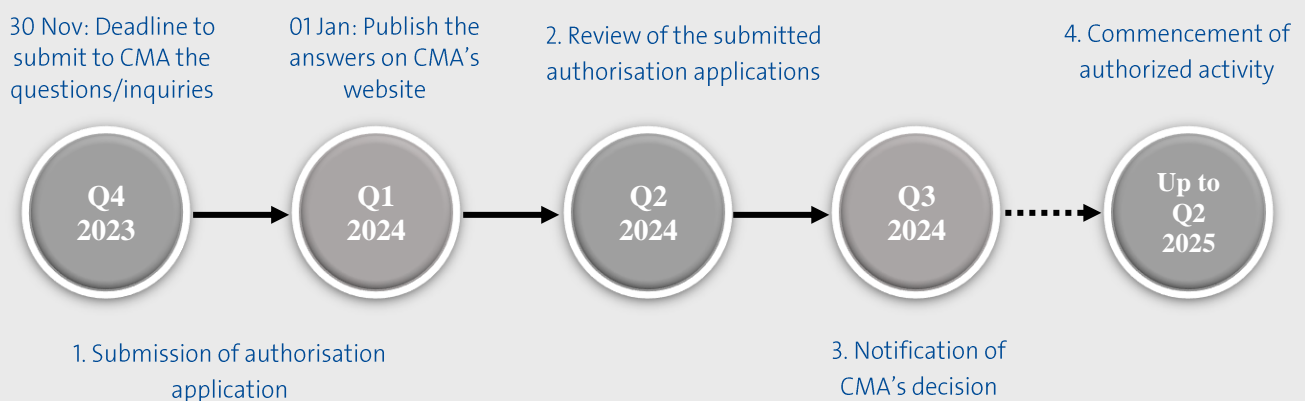 30 Nov: Deadline to
submit to CMA the
questions/inquiries
01 Jan: Publish the
answers on CMA's
website
2. Review of the submitted
authorisation applications
4. Commencement of
authorized activity
Q4
2023
Q1
2024
Q2
2024
Q3
2024
Up to
Q2
2025
1. Submission of authorisation
application
3. Notification of
CMA's decision